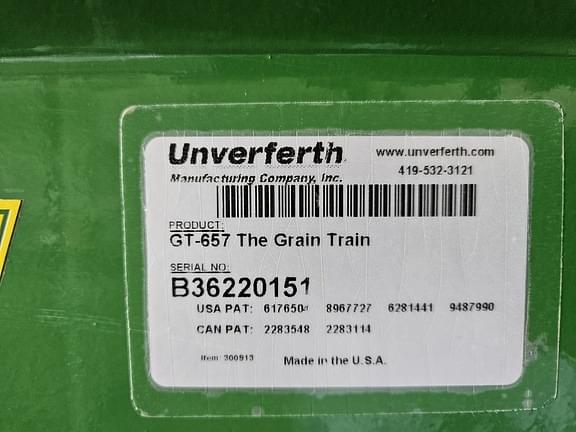 Unverferth
www.unverferth.com
Manufacturing Company, Inc.
419-532-3121
PRODUCT:
GT-657 The Grain Train
SERIAL NO:
B36220151
USA PAT: 8967727 6281441 9487990
CAN PAT: 2283548 2283114
Item: 300913
Made in the U.S.A.